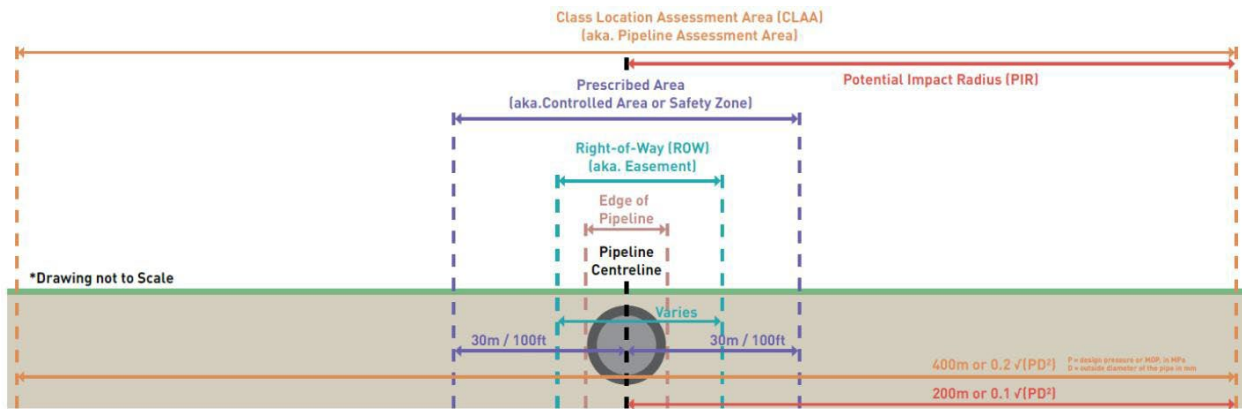 Class Location Assessment Area (CLAA)
(aka. Pipeline Assessment Area)
Potential Impact Radius (PIR)
Prescribed Area
(aka.Controlled Area or Safety Zone)
Right-of-Way (ROW)
(aka. Easement)
Edge of
Pipeline
Pipeline
Centreline
*Drawing not to Scale
Varies
30m / 100ft
30m / 100ft
400m or 0.2 √(PD²)
P = design pressure or MOP, in MPa
D = outside diameter of the pipe in mm
200m or 0.1 √(PD²)